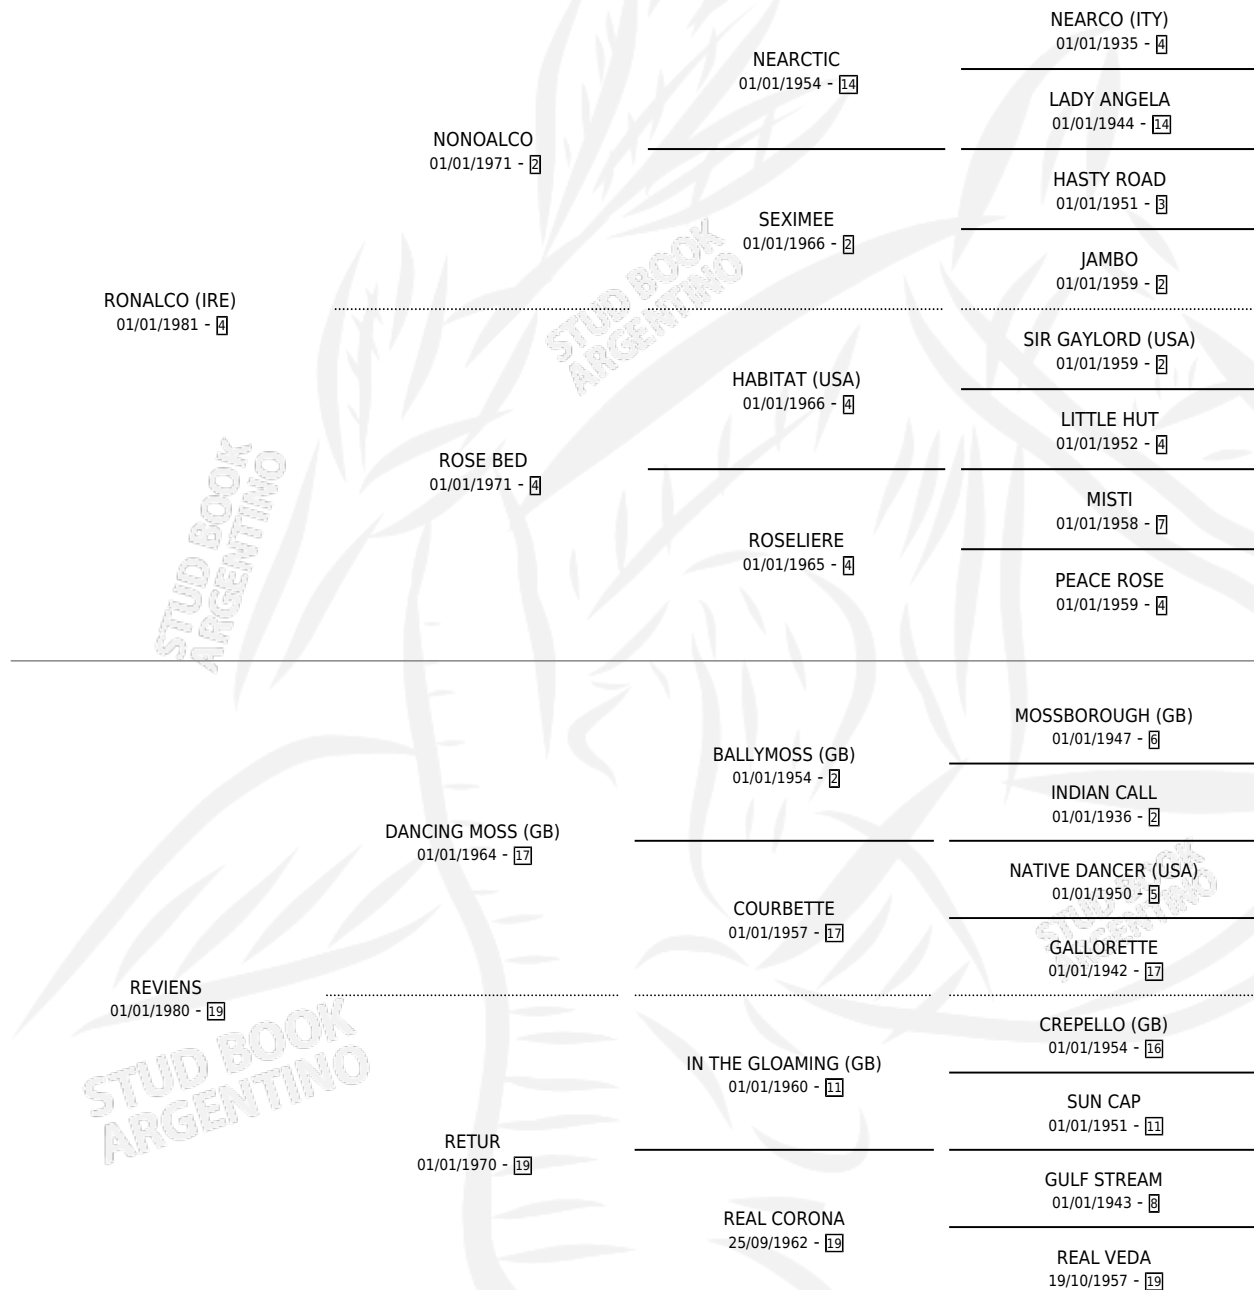 NEARCO (ITY)
01/01/1935 - 4
NEARCTIC
01/01/1954 - 14
LADY ANGELA
01/01/1944 - 14
NONOALCO
01/01/1971 - 2
HASTY ROAD
01/01/1951 - 3
SEXIMEE
01/01/1966 - 2
JAMBO
01/01/1959 - 2
RONALCO (IRE)
01/01/1981 - 4
STUD BOOK
ARGENTINO
SIR GAYLORD (USA)
01/01/1959 - 2
HABITAT (USA)
01/01/1966 - 4
LITTLE HUT
01/01/1952 - 4
ROSE BED
01/01/1971 - 4
MISTI
01/01/1958 - 7
ROSELIERE
01/01/1965 - 4
PEACE ROSE
01/01/1959 - 4
STUD BOOK
ARGENTINO
MOSSBOROUGH (GB)
01/01/1947 - 6
BALLYMOSS (GB)
01/01/1954 - 2
INDIAN CALL
01/01/1936 - 2
DANCING MOSS (GB)
01/01/1964 - 17
NATIVE DANCER (USA)
01/01/1950 - 5
COURBETTE
01/01/1957 - 17
GALLORETTE
01/01/1942 - 17
STUD BOOK
ARGENTINO
REVIENS
01/01/1980 - 19
CREPELLO (GB)
01/01/1954 - 16
IN THE GLOAMING (GB)
01/01/1960 - 11
SUN CAP
01/01/1951 - 11
STUD BOOK
ARGENTINO
RETUR
01/01/1970 - 19
GULF STREAM
01/01/1943 - 8
REAL CORONA
25/09/1962 - 19
REAL VEDA
19/10/1957 - 19